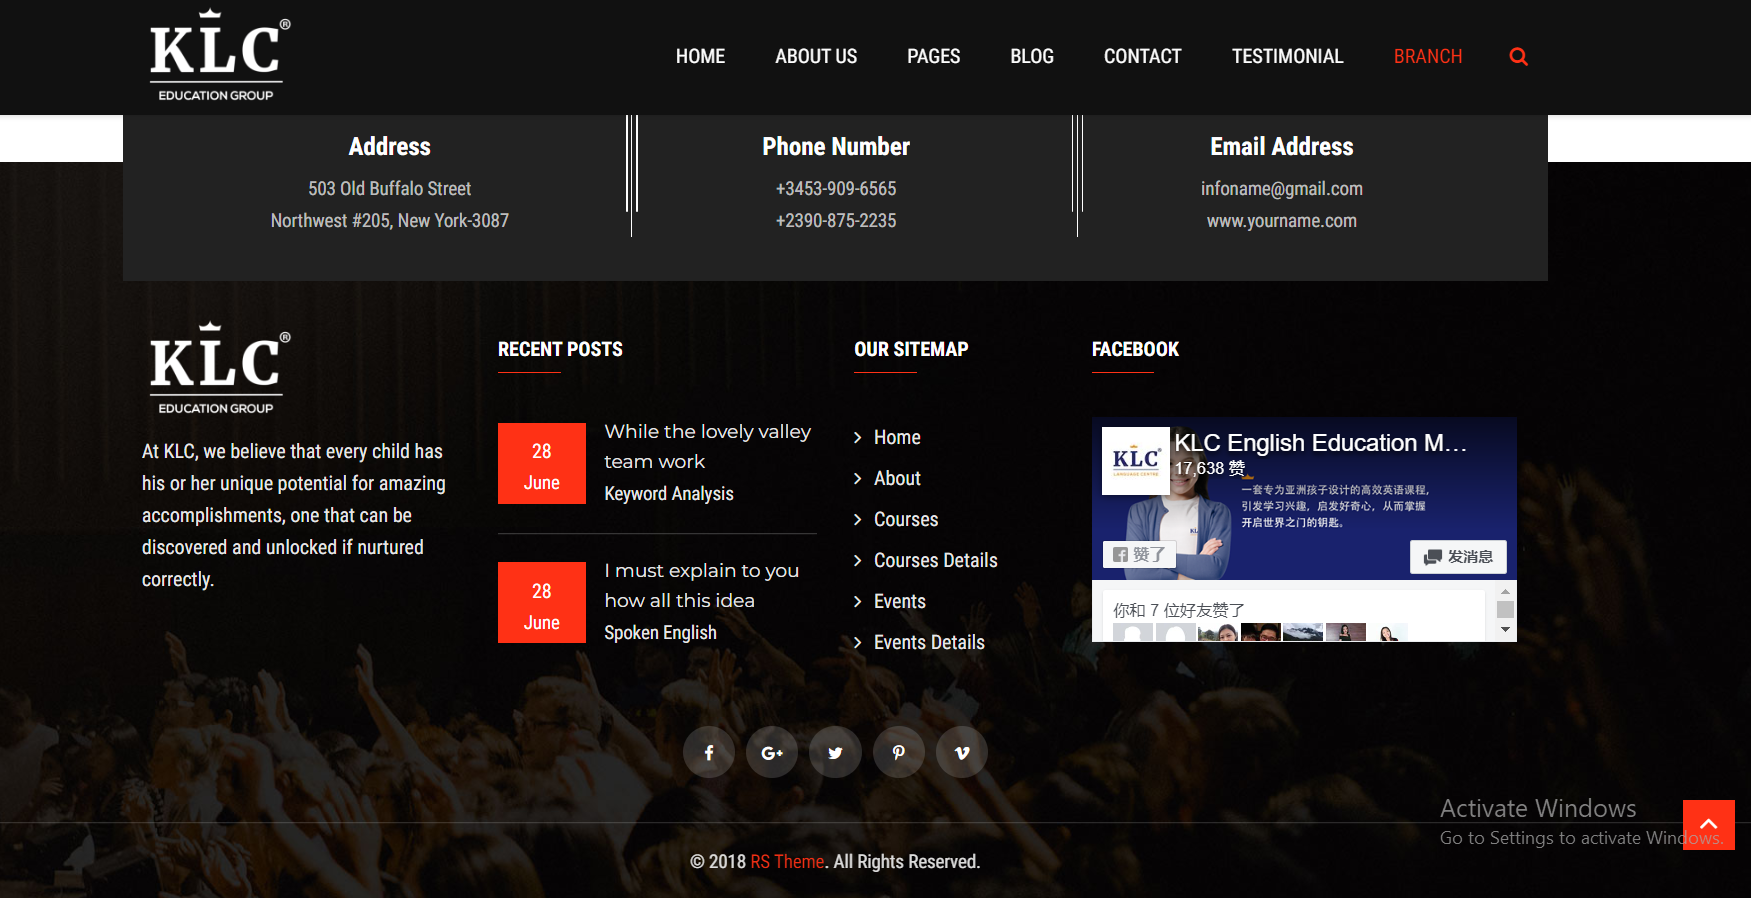 KLC®
EDUCATION GROUP
HOME
ABOUT US
PAGES
BLOG
CONTACT
TESTIMONIAL
BRANCH
Address
503 Old Buffalo Street
Northwest #205, New York-3087
Phone Number
+3453-909-6565
+2390-875-2235
Email Address
infoname@gmail.com
www.yourname.com
KLC®
EDUCATION GROUP
At KLC, we believe that every child has
his or her unique potential for amazing
accomplishments, one that can be
discovered and unlocked if nurtured
correctly.
RECENT POSTS
28
June
While the lovely valley
team work
Keyword Analysis
28
June
I must explain to you
how all this idea
Spoken English
OUR SITEMAP
Home
About
Courses
Courses Details
Events
Events Details
FACEBOOK
KLC
LANGUAGE CENTRE
KLC English Education M...
17,638 赞
一套专为亚洲孩子设计的高效英语课程,
引发学习兴趣，启发好奇心，从而掌握
开启世界之门的钥匙。
赞了
发消息
你和 7 位好友赞了
Activate Windows
Go to Settings to activate Windows.
© 2018 RS Theme. All Rights Reserved.